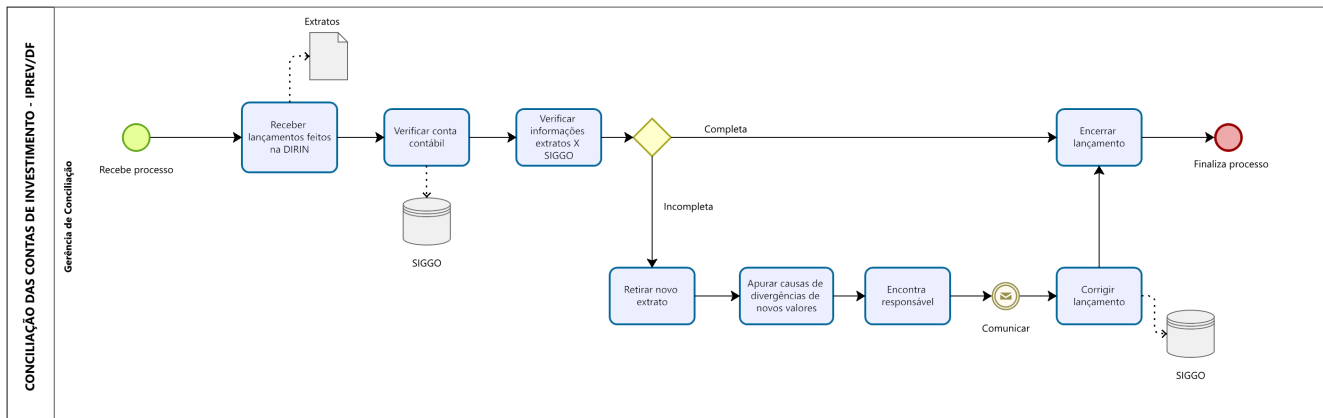 CONCILIAÇÃO DAS CONTAS DE INVESTIMENTO - IPREV/DF
Gerência de Conciliação
Extratos
Recebe processo
Receber
lançamentos feitos
na DIRIN
Verificar conta
contábil
SIGGO
Verificar
informações
extratos X
SIGGO
Completa
Incompleta
Encerrar
lançamento
Finaliza processo
Retirar novo
extrato
Apurar causas de
divergências de
novos valores
Encontra
responsável
Comunicar
Corrigir
lançamento
SIGGO